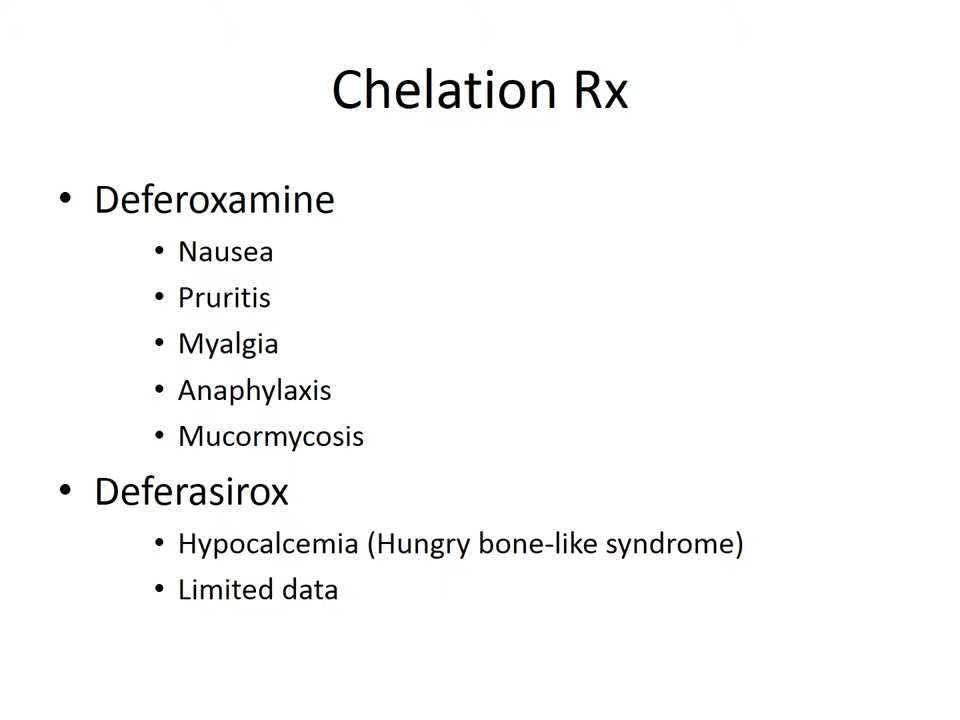 Chelation Rx
• Deferoxamine
• Nausea
• Pruritis
• Myalgia
• Anaphylaxis
• Mucormycosis
• Deferasirox
• Hypocalcemia (Hungry bone-like syndrome)
• Limited data